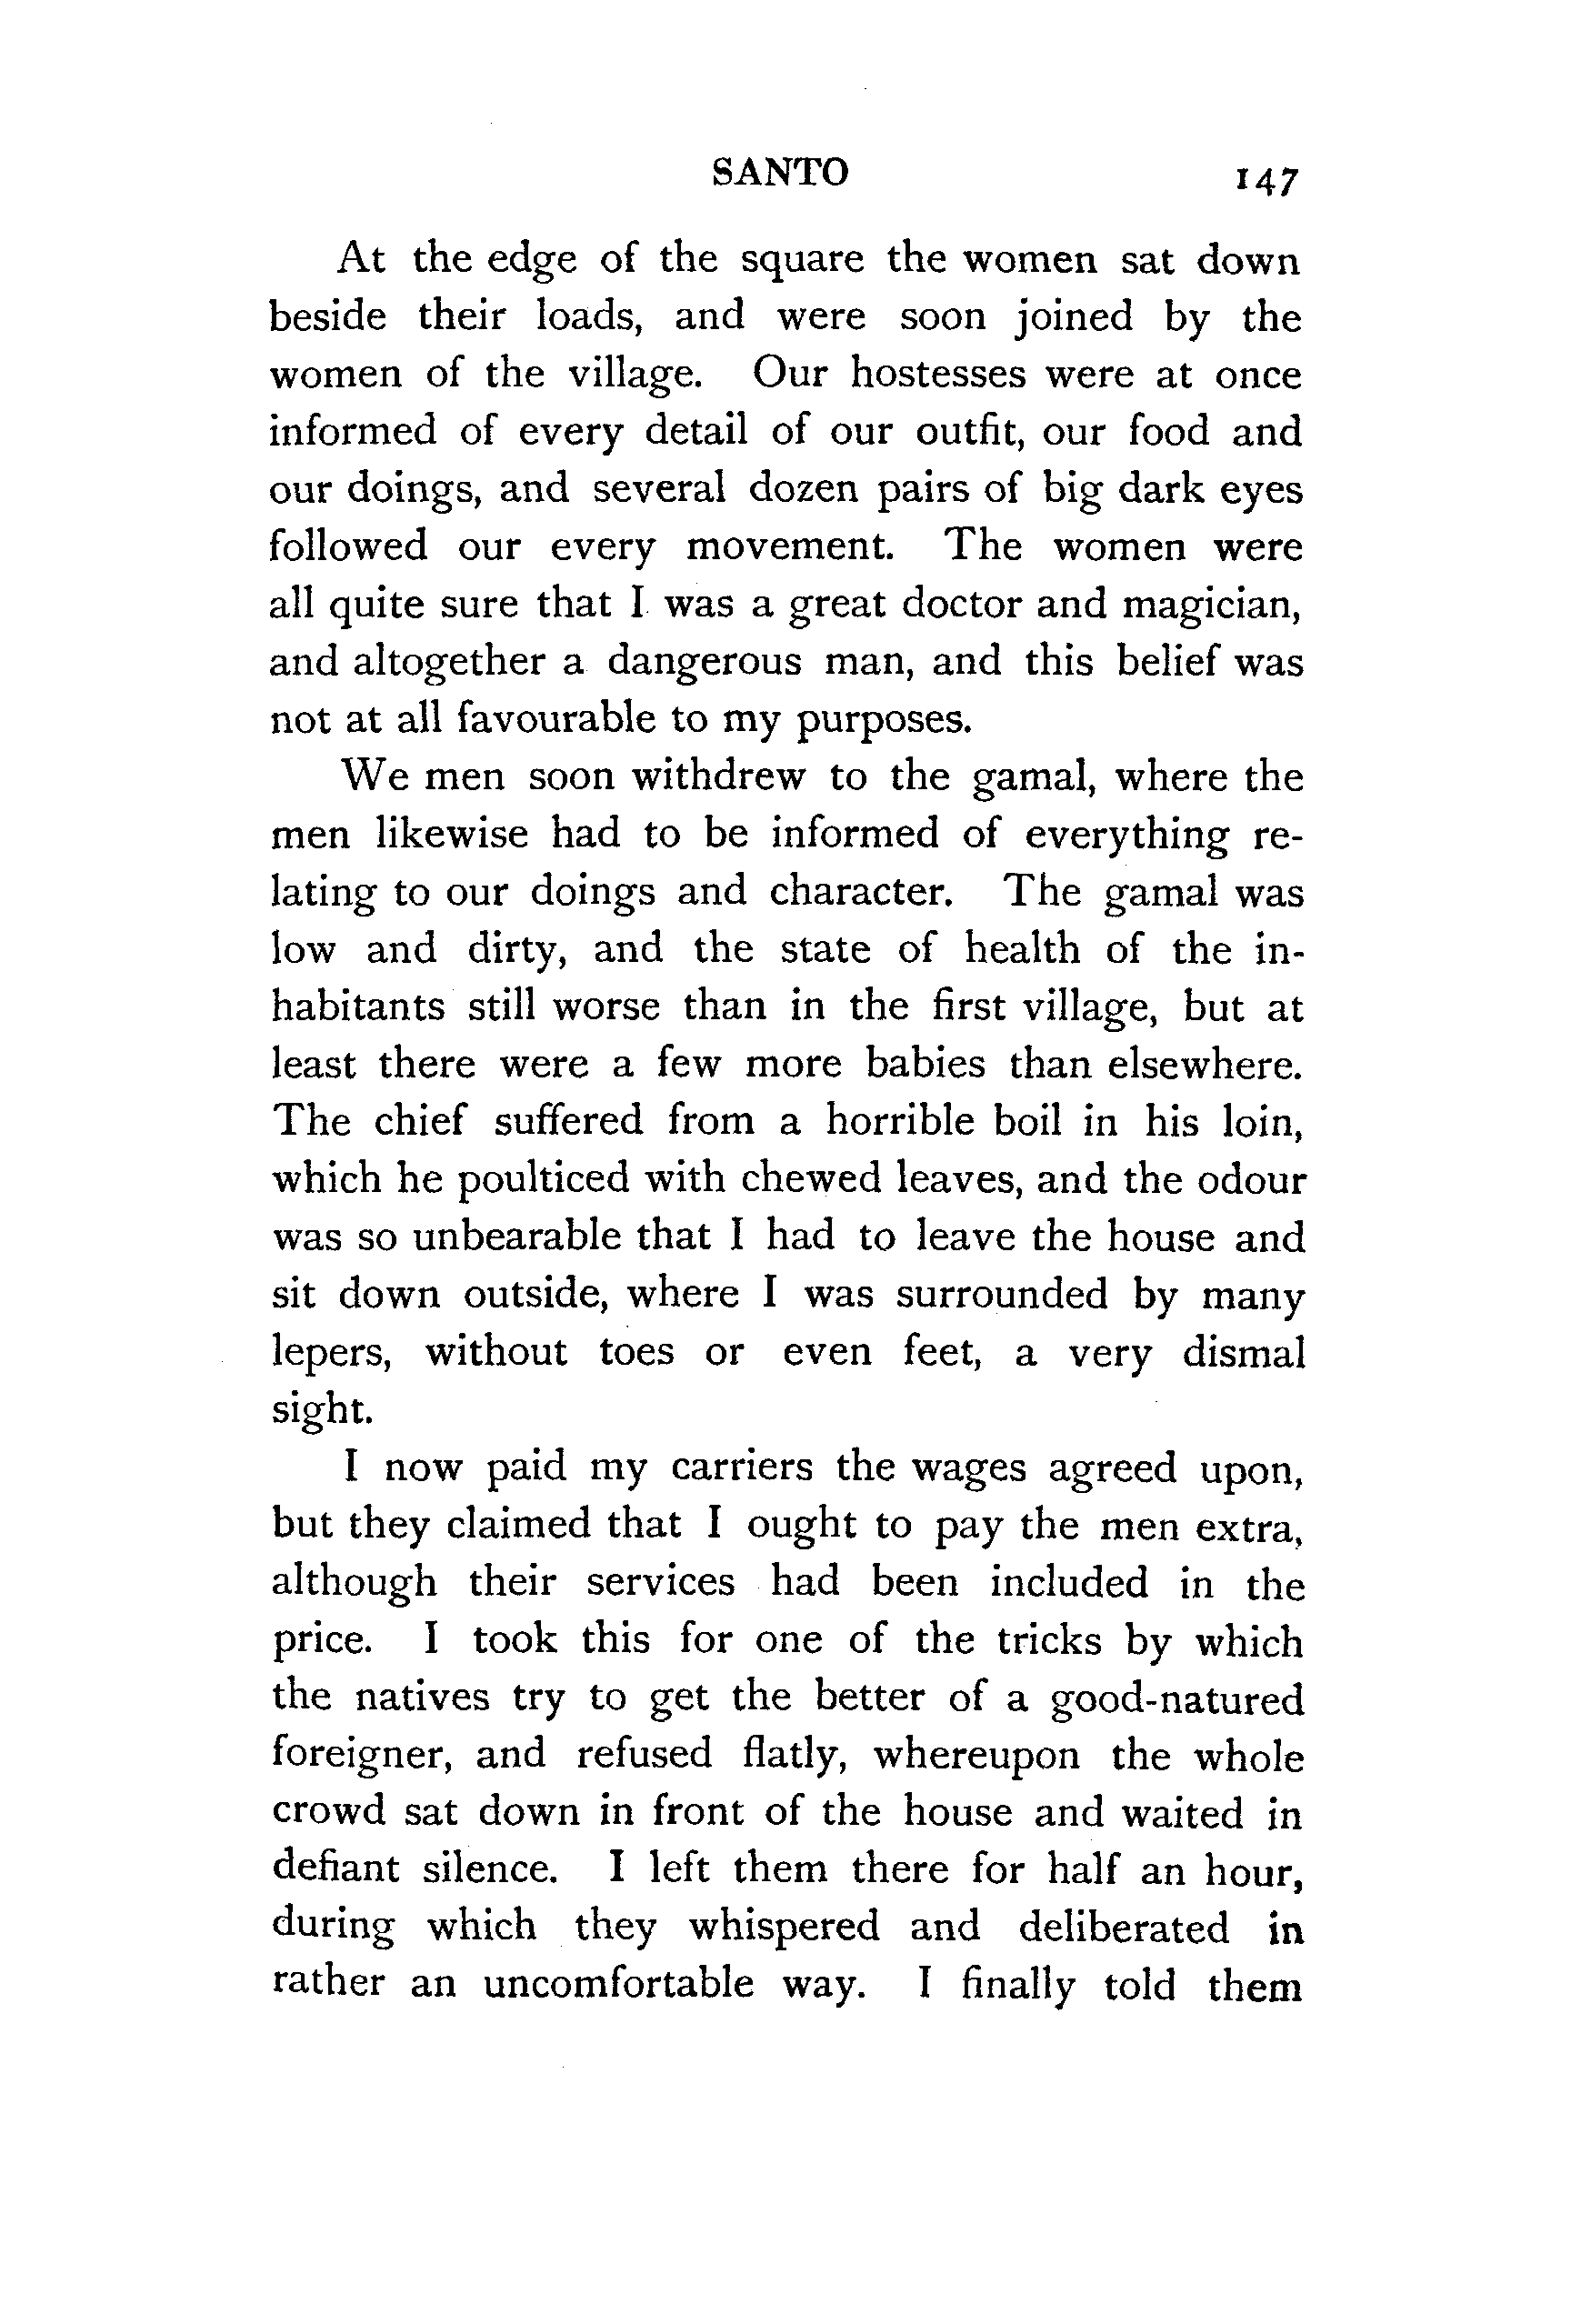 SANTO 147
At the edge of the square the women sat down
beside their loads, and were soon joined by the
women of the village. Our hostesses were at once
informed of every detail of our outfit, our food and
our doings, and several dozen pairs of big dark eyes
followed our every movement. The women were
all quite sure that I was a great doctor and magician,
and altogether a dangerous man, and this belief was
not at all favourable to my purposes.
We men soon withdrew to the gamal, where the
men likewise had to be informed of everything re-
lating to our doings and character. The gamal was
low and dirty, and the state of health of the in-
habitants still worse than in the first village, but at
least there were a few more babies than elsewhere.
The chief suffered from a horrible boil in his loin,
which he poulticed with chewed leaves, and the odour
was so unbearable that I had to leave the house and
sit down outside, where I was surrounded by many
lepers, without toes or even feet, a very dismal
sight.
I now paid my carriers the wages agreed upon,
but they claimed that I ought to pay the men extra,
although their services had been included in the
price. I took this for one of the tricks by which
the natives try to get the better of a good-natured
foreigner, and refused flatly, whereupon the whole
crowd sat down in front of the house and waited in
defiant silence. I left them there for half an hour,
during which they whispered and deliberated in
rather an uncomfortable way. I finally told them